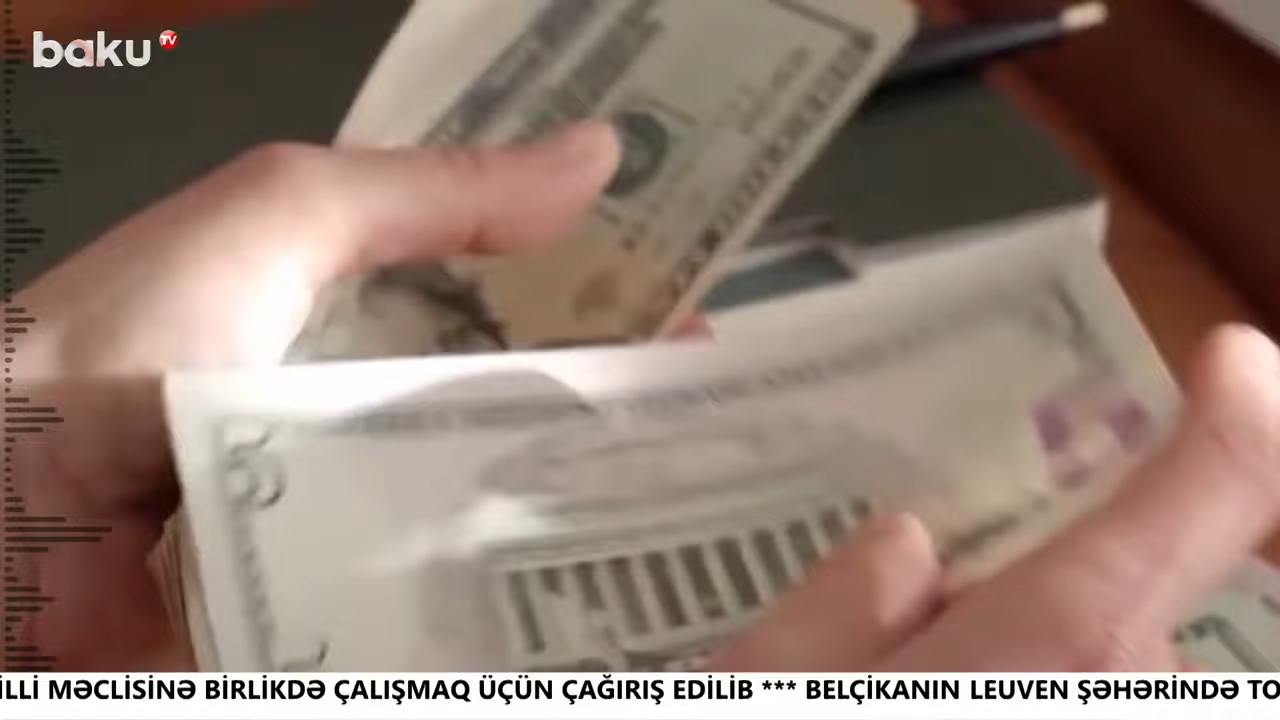 baku TV
İLLİ MƏCLİSİNƏ BİRLİKDƏ ÇALIŞMAQ ÜÇÜN ÇAĞIRIŞ EDİLİB *** BELÇİKANIN LEUVEN ŞƏHƏRİNDƏ TO